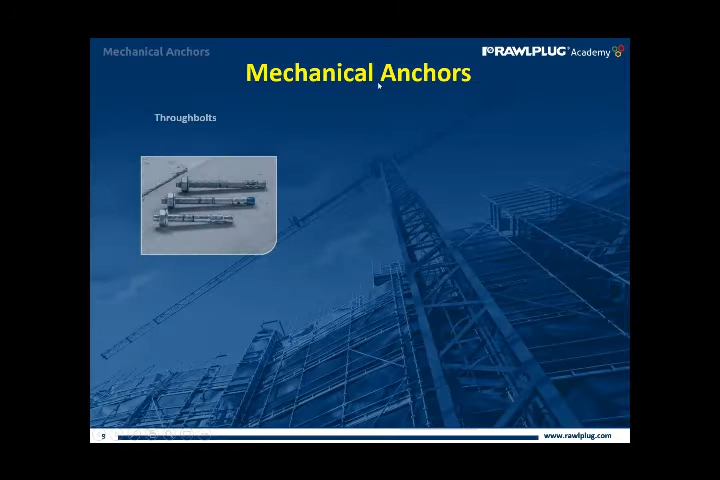 Mechanical Anchors
RAWLPLUG® Academy
Mechanical Anchors
Throughbolts
9
www.rawlplug.com